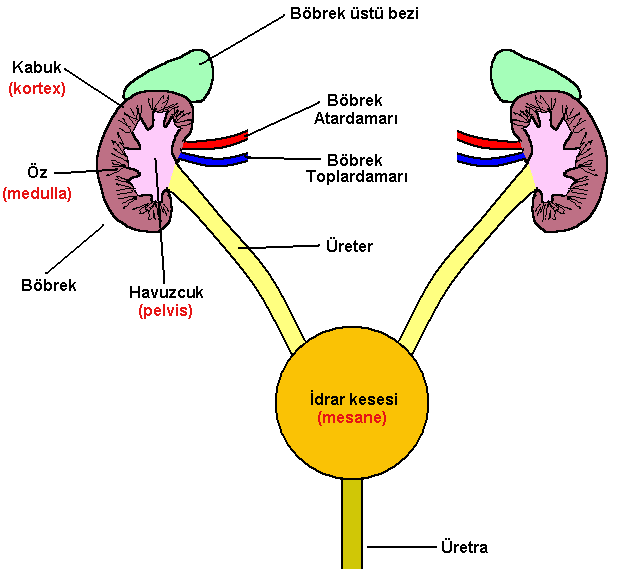 Böbrek üstü bezi
Kabuk
(kortex)
Böbrek
Atardamarı
Böbrek
Toplardamarı
Öz
(medulla)
Üreter
Böbrek
Havuzcuk
(pelvis)
İdrar kesesi
(mesane)
Üretra